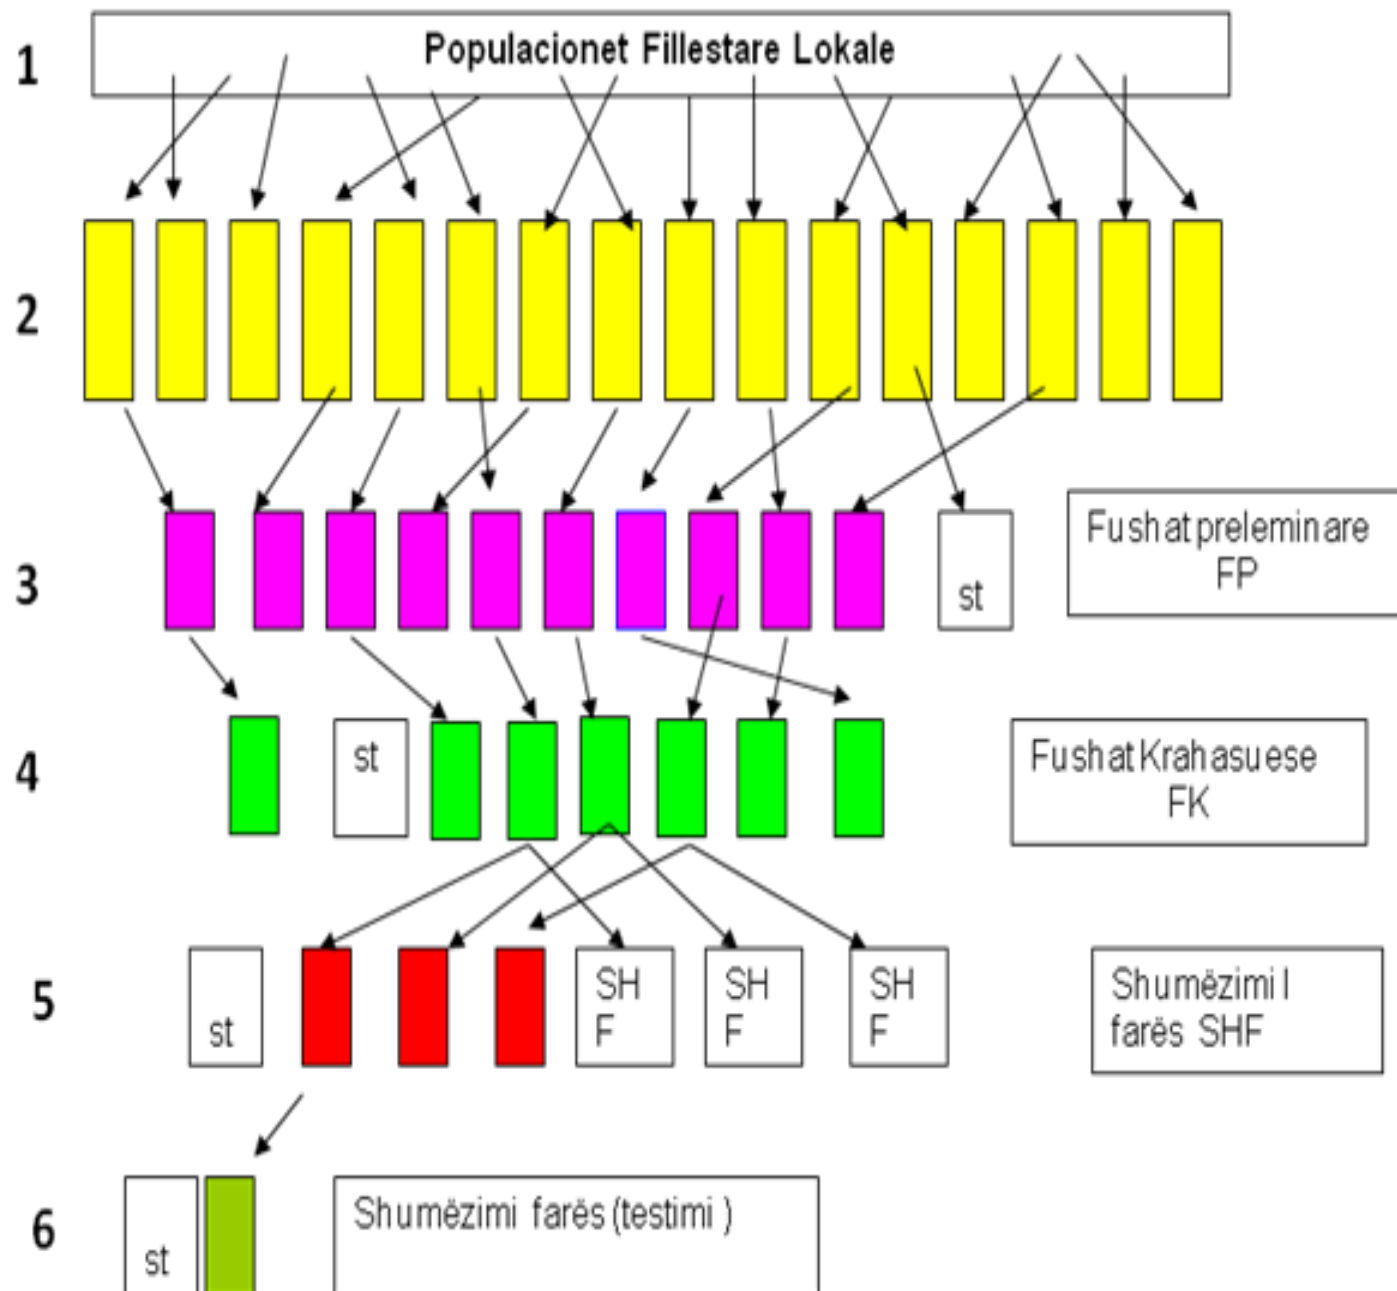 1
Populacionet Fillestare Lokale
2
3
st
Fushat preleminare
FP
4
st
Fushat Krahasuese
FK
5
st
SH
F
SH
F
SH
F
Shumëzimi I
farës SHF
6
st
Shumëzimi farës (testimi )